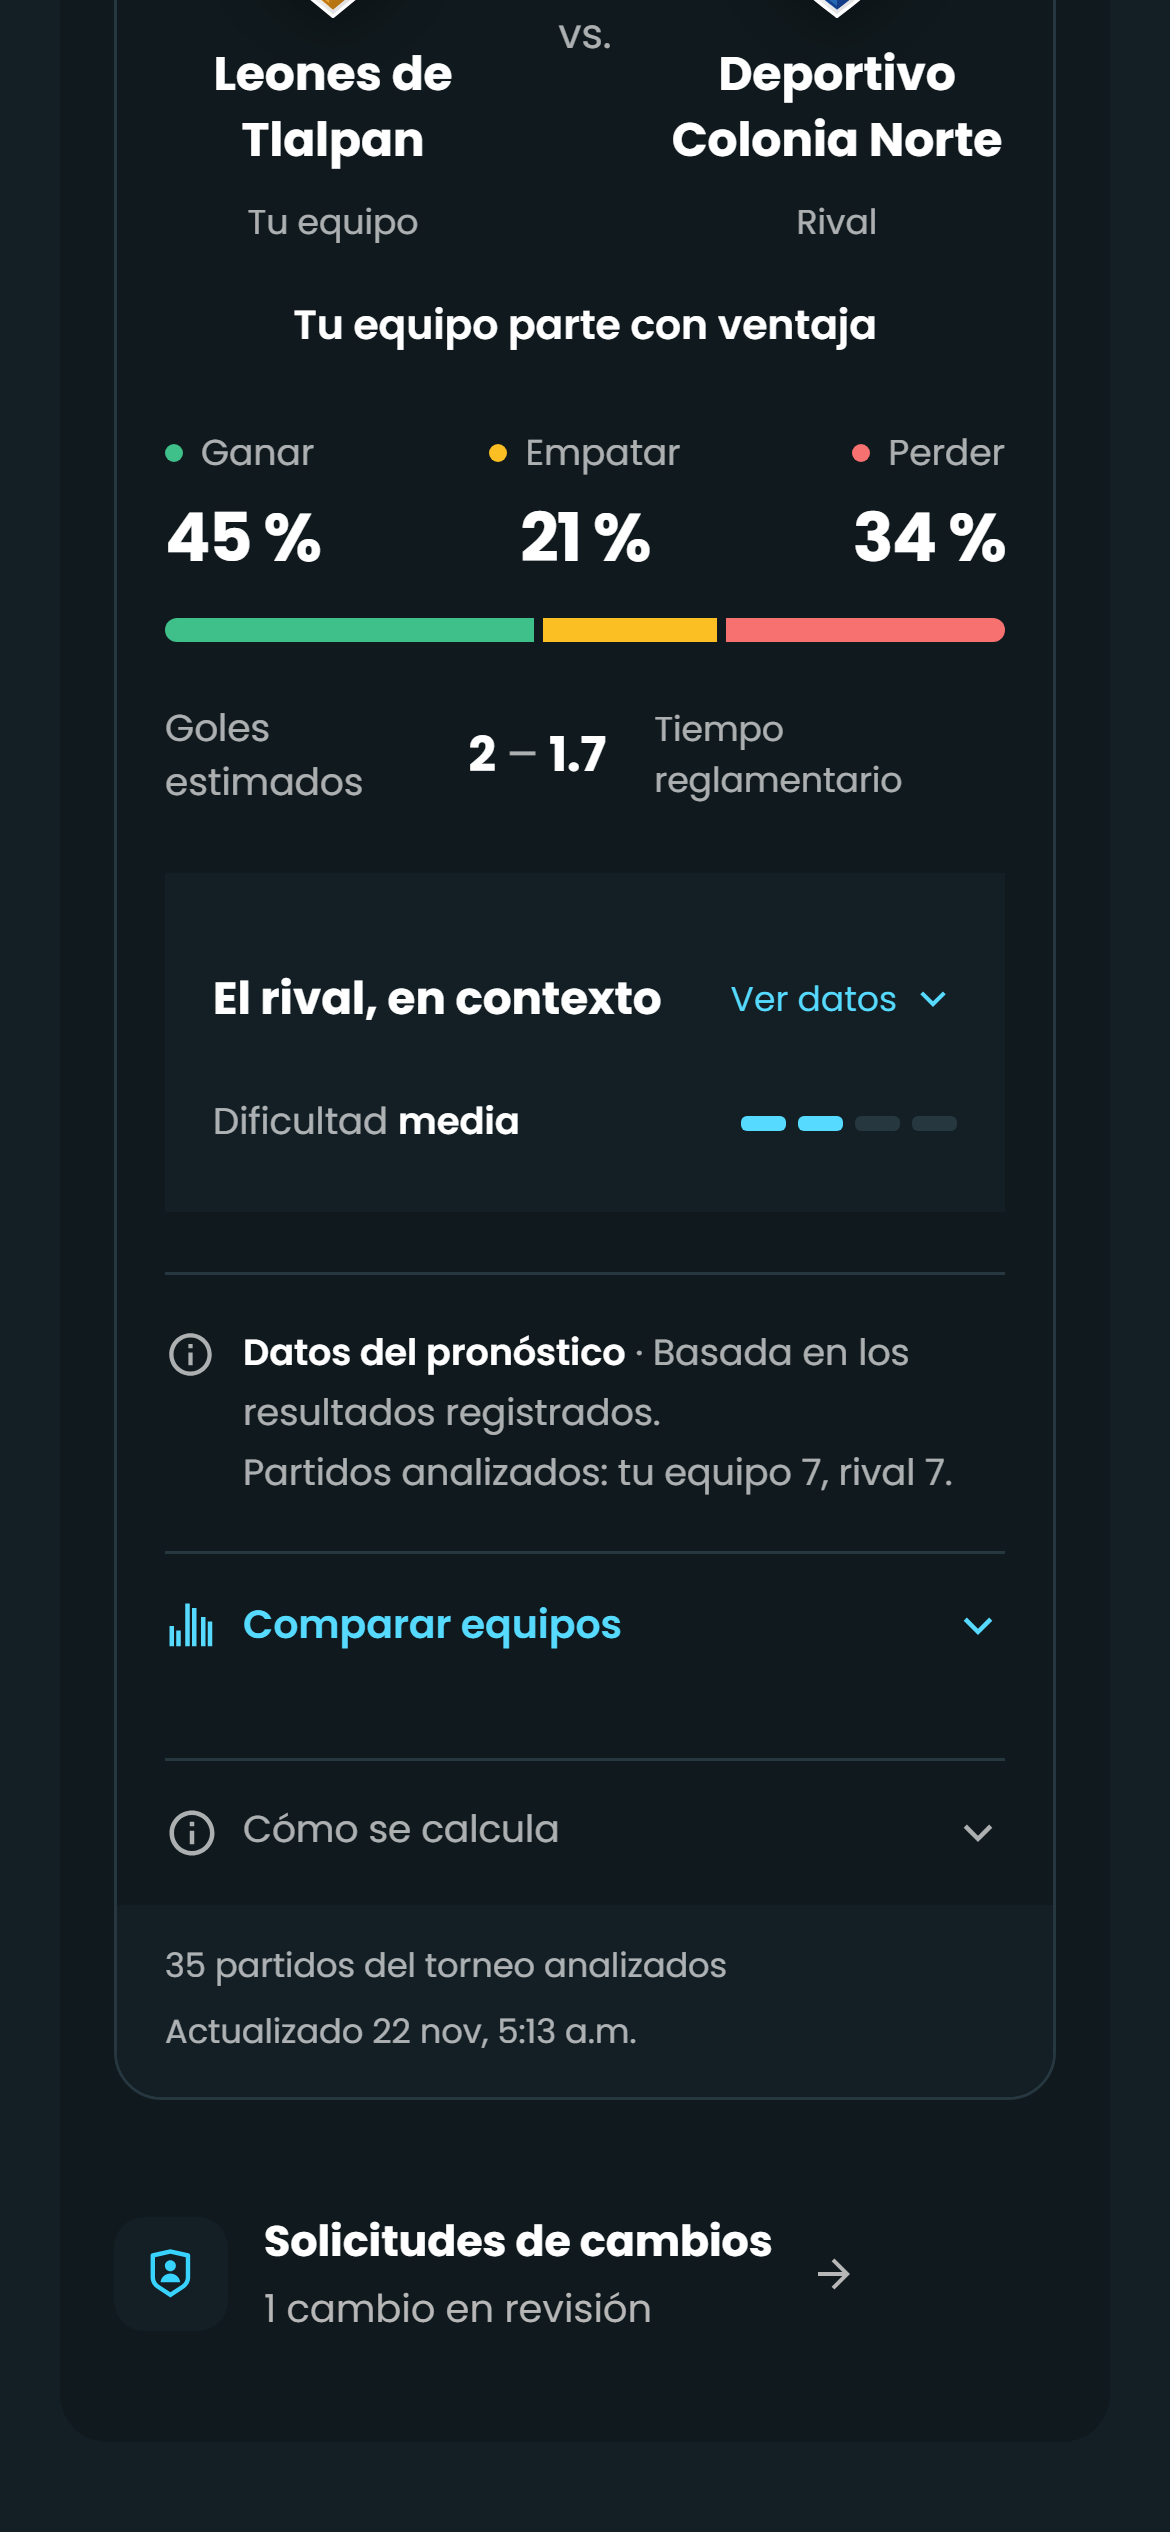 vs.
Leones de
Tlalpan
Tu equipo
Deportivo
Colonia Norte
Rival
Tu equipo parte con ventaja
Ganar
45 %
Empatar
21 %
Perder
34 %
Goles
estimados
2 – 1.7
Tiempo
reglamentario
El rival, en contexto
Ver datos
Dificultad media
Datos del pronóstico · Basada en los
resultados registrados.
Partidos analizados: tu equipo 7, rival 7.
Comparar equipos
Cómo se calcula
35 partidos del torneo analizados
Actualizado 22 nov, 5:13 a.m.
Solicitudes de cambios
1 cambio en revisión